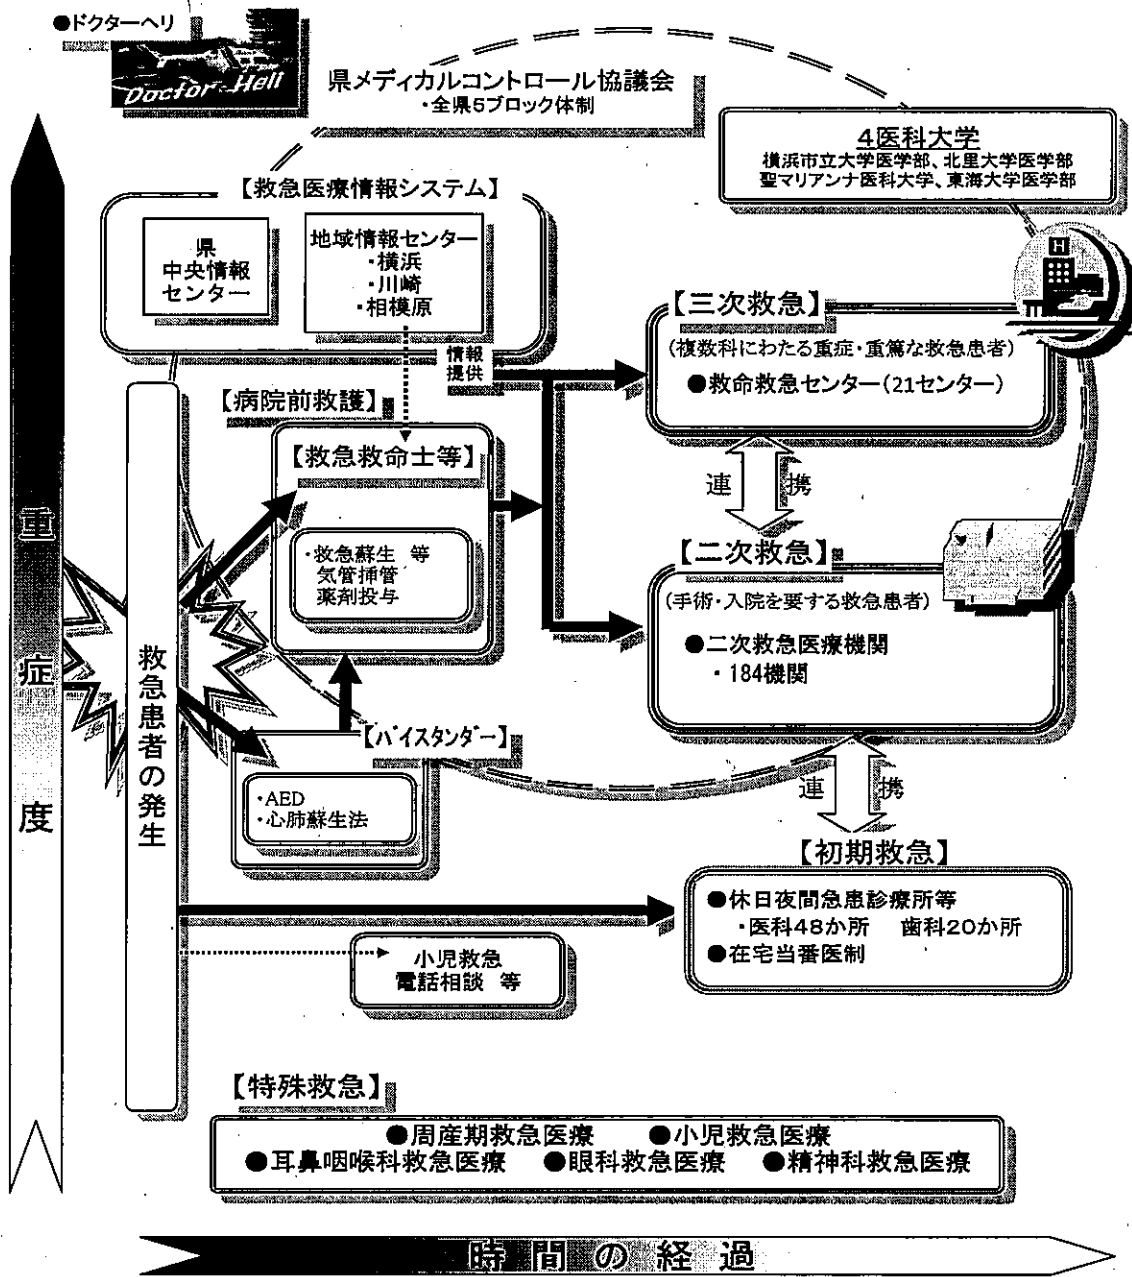 ●ドクターヘリ
Doctor-Heli
県メディカルコントロール協議会
・全県5ブロック体制
4医科大学
横浜市立大学医学部、北里大学医学部
聖マリアンナ医科大学、東海大学医学部
【救急医療情報システム】
県
中央情報
センター
地域情報センター
・横浜
・川崎
・相模原
情報
提供
H
【三次救急】
(複数科にわたる重症・重篤な救急患者)
●救命救急センター(21センター)
【病院前救護】
【救急救命士等】
・救急蘇生 等
気管挿管
薬剤投与
連 携
【二次救急】
(手術・入院を要する救急患者)
●二次救急医療機関
・184機関
重症度
救急患者の発生
【バイスタンダー】
・AED
・心肺蘇生法
連 携
【初期救急】
●休日夜間急患診療所等
・医科48か所 歯科20か所
●在宅当番医制
小児救急
電話相談 等
【特殊救急】
●周産期救急医療 ●小児救急医療
●耳鼻咽喉科救急医療 ●眼科救急医療 ●精神科救急医療
時間の経過